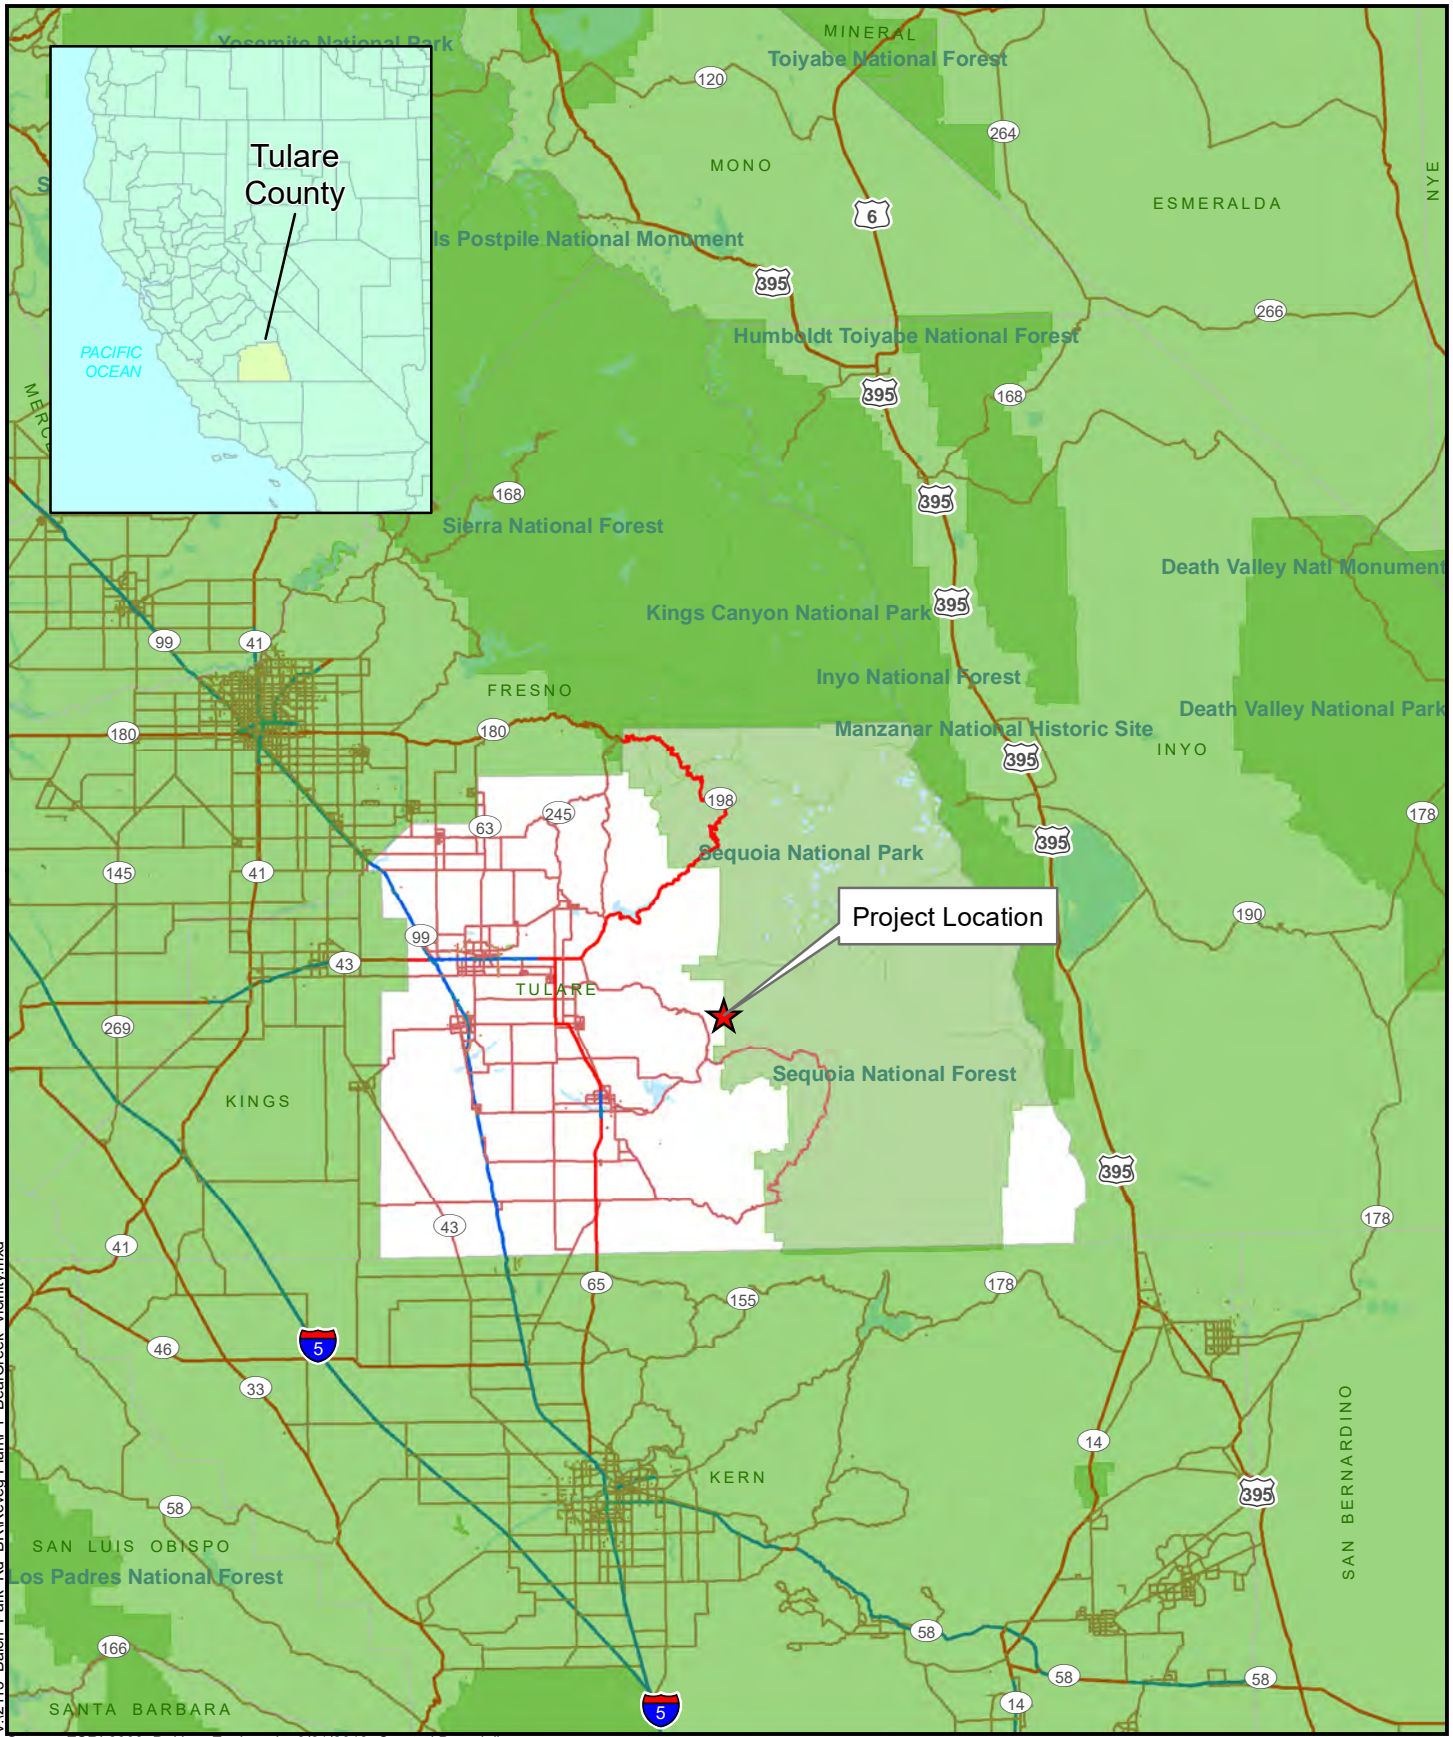 Yosemite National Park
MINERAL
Toiyabe National Forest
120
264
MONO
NYE
ESMERALDA
6
Tulare
County
ls Postpile National Monument
395
266
Humboldt Toiyabe National Forest
PACIFIC
OCEAN
395
168
168
395
Sierra National Forest
Death Valley Natl Monument
Kings Canyon National Park
395
99
41
Inyo National Forest
FRESNO
Death Valley National Park
180
180
Manzanar National Historic Site
INYO
395
198
245
63
178
395
Sequoia National Park
145
41
Project Location
190
99
43
TULARE
269
Sequoia National Forest
KINGS
395
43
178
41
65
178
155
5
46
33
14
KERN
395
SAN BERNARDINO
58
SAN LUIS OBISPO
Los Padres National Forest
58
166
58
58
14
SANTA BARBARA
5